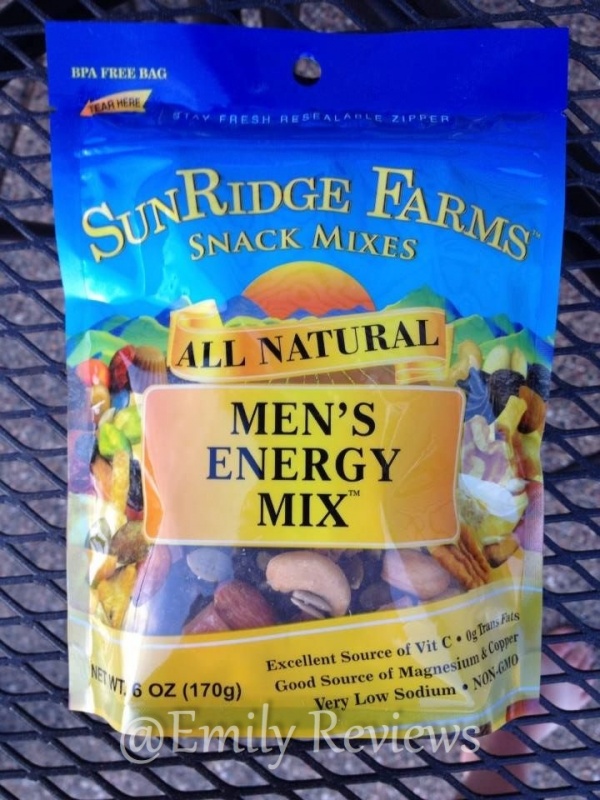 BPA FREE BAG
TEAR HERE
STAY FRESH RESEALABLE ZIPPER
SUNRIDGE FARMS™
SNACK MIXES
ALL NATURAL
MEN'S
ENERGY
MIX™
Excellent Source of Vit C • 0g Trans Fats
Good Source of Magnesium & Copper
Very Low Sodium • NON-GMO
NET WT. 6 OZ (170g)
@Emily Reviews